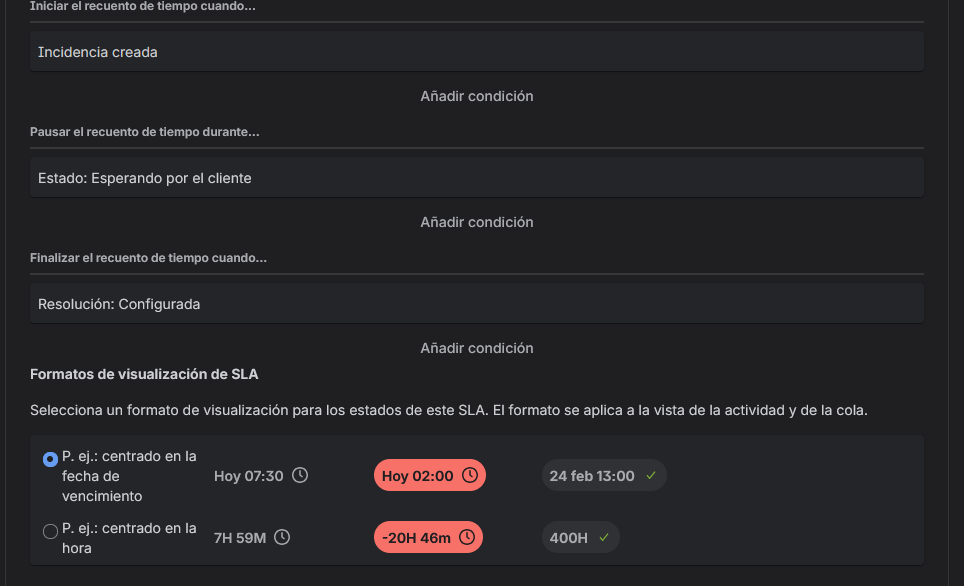 Iniciar el recuento de tiempo cuando...
Incidencia creada
Añadir condición
Pausar el recuento de tiempo durante...
Estado: Esperando por el cliente
Añadir condición
Finalizar el recuento de tiempo cuando...
Resolución: Configurada
Añadir condición
Formatos de visualización de SLA
Selecciona un formato de visualización para los estados de este SLA. El formato se aplica a la vista de la actividad y de la cola.
P. ej.: centrado en la
fecha de
vencimiento
Hoy 07:30
Hoy 02:00
24 feb 13:00
P. ej.: centrado en la
hora
7H 59M
-20H 46m
400H